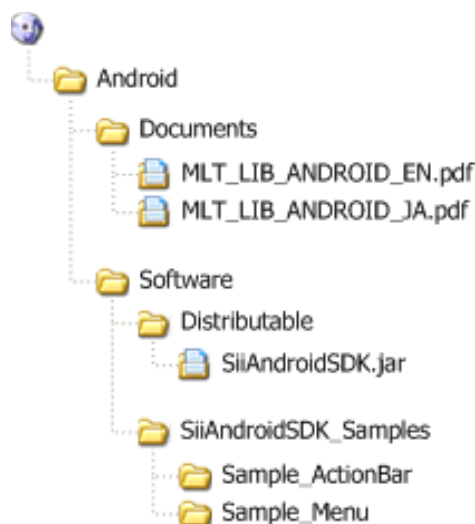 Android
Documents
MLT_LIB_ANDROID_EN.pdf
MLT_LIB_ANDROID_JA.pdf
Software
Distributable
SiiAndroidSDK.jar
SiiAndroidSDK_Samples
Sample_ActionBar
Sample_Menu